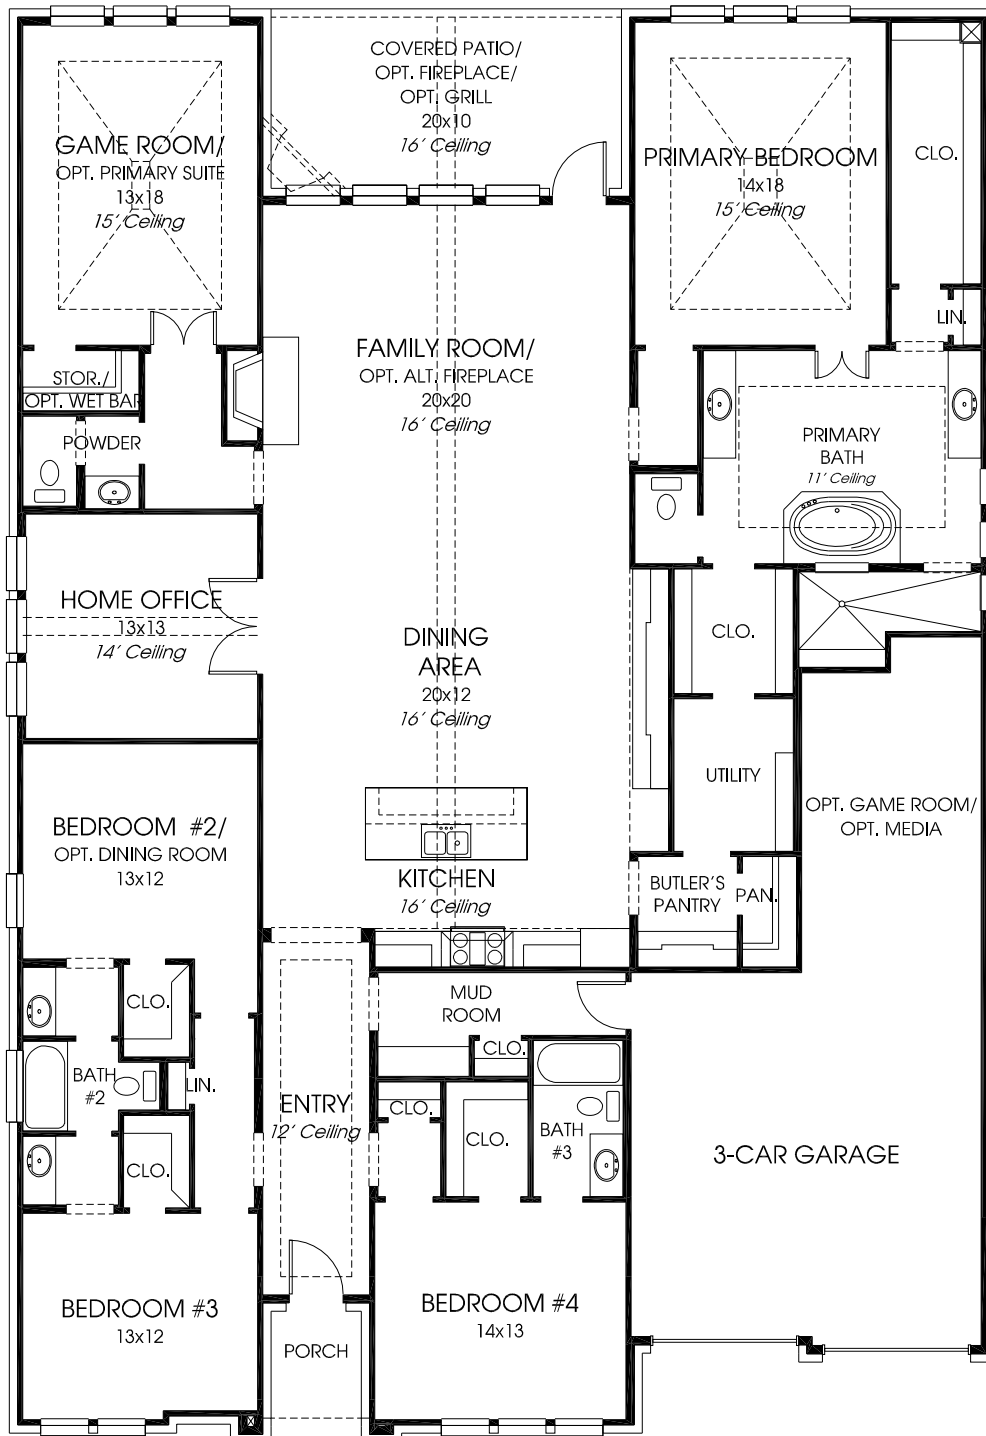 COVERED PATIO/
OPT. FIREPLACE/
OPT. GRILL
20x10
16' Ceiling
GAME ROOM/
OPT. PRIMARY SUITE
13x18
15' Ceiling
PRIMARY BEDROOM
14x18
15' Ceiling
CLO.
LIN.
FAMILY ROOM/
OPT. ALT. FIREPLACE
20x20
16' Ceiling
STOR./
OPT. WET BAR
POWDER
PRIMARY
BATH
11' Ceiling
HOME OFFICE
13x13
14' Ceiling
DINING
AREA
20x12
16' Ceiling
CLO.
UTILITY
OPT. GAME ROOM/
OPT. MEDIA
BEDROOM #2/
OPT. DINING ROOM
13x12
KITCHEN
16' Ceiling
BUTLER'S
PANTRY
PAN.
CLO.
MUD
ROOM
CLO.
BATH
#2
LIN.
ENTRY
12' Ceiling
CLO.
CLO.
BATH
#3
CLO.
3-CAR GARAGE
BEDROOM #3
13x12
BEDROOM #4
14x13
PORCH